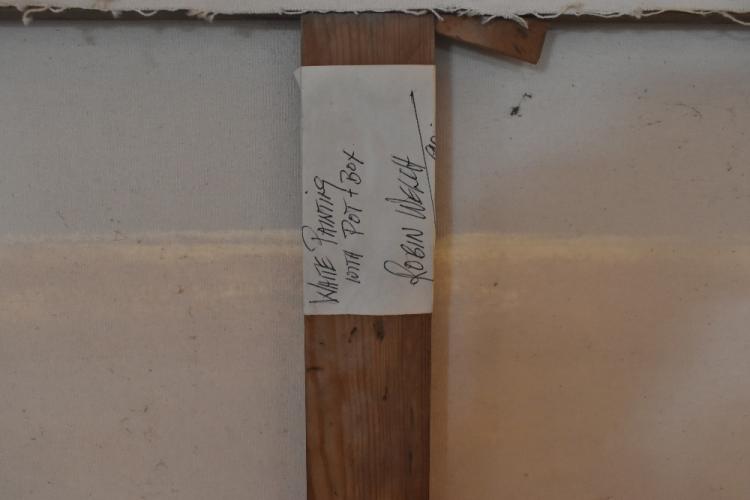 WHITE PAINTING
WITH POT + BOX
ROBIN WELCH